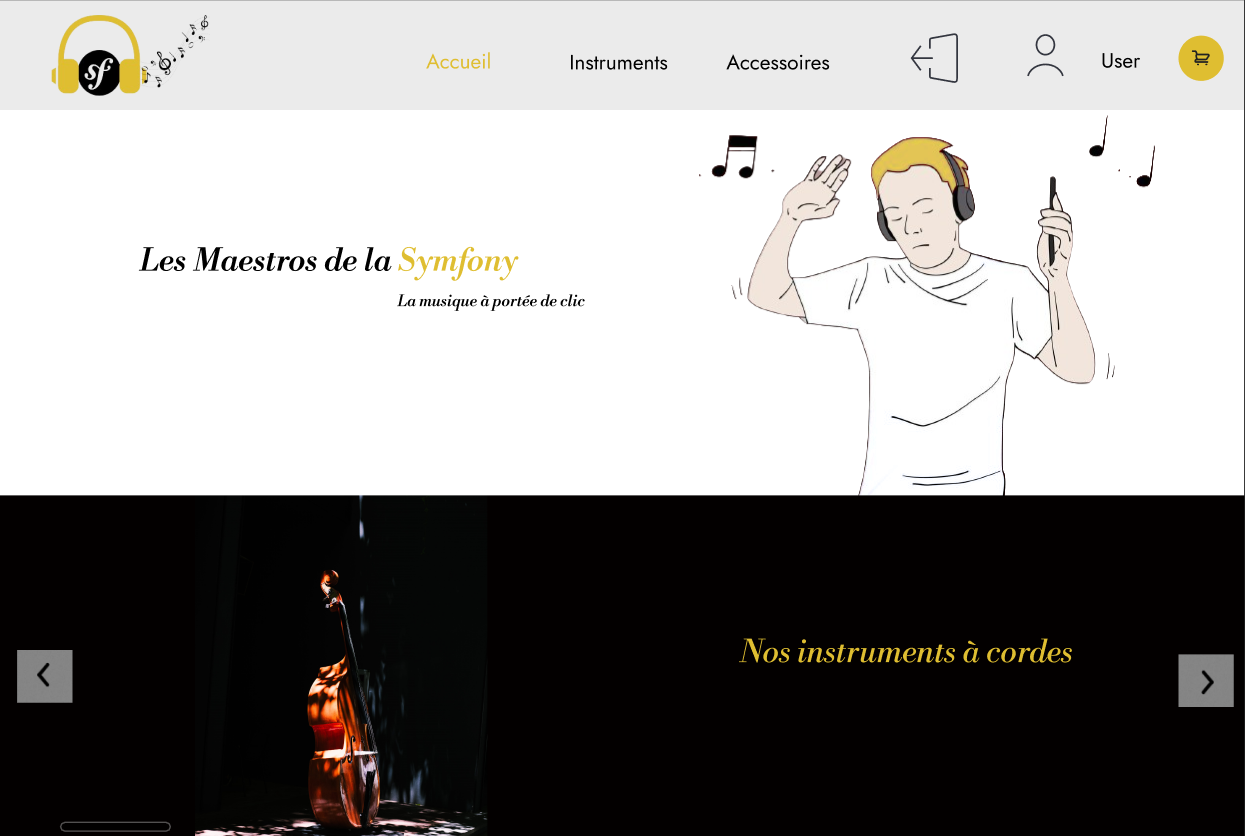 sf
Accueil
Instruments
Accessoires
User
Les Maestros de la Symfony
La musique à portée de clic
Nos instruments à cordes